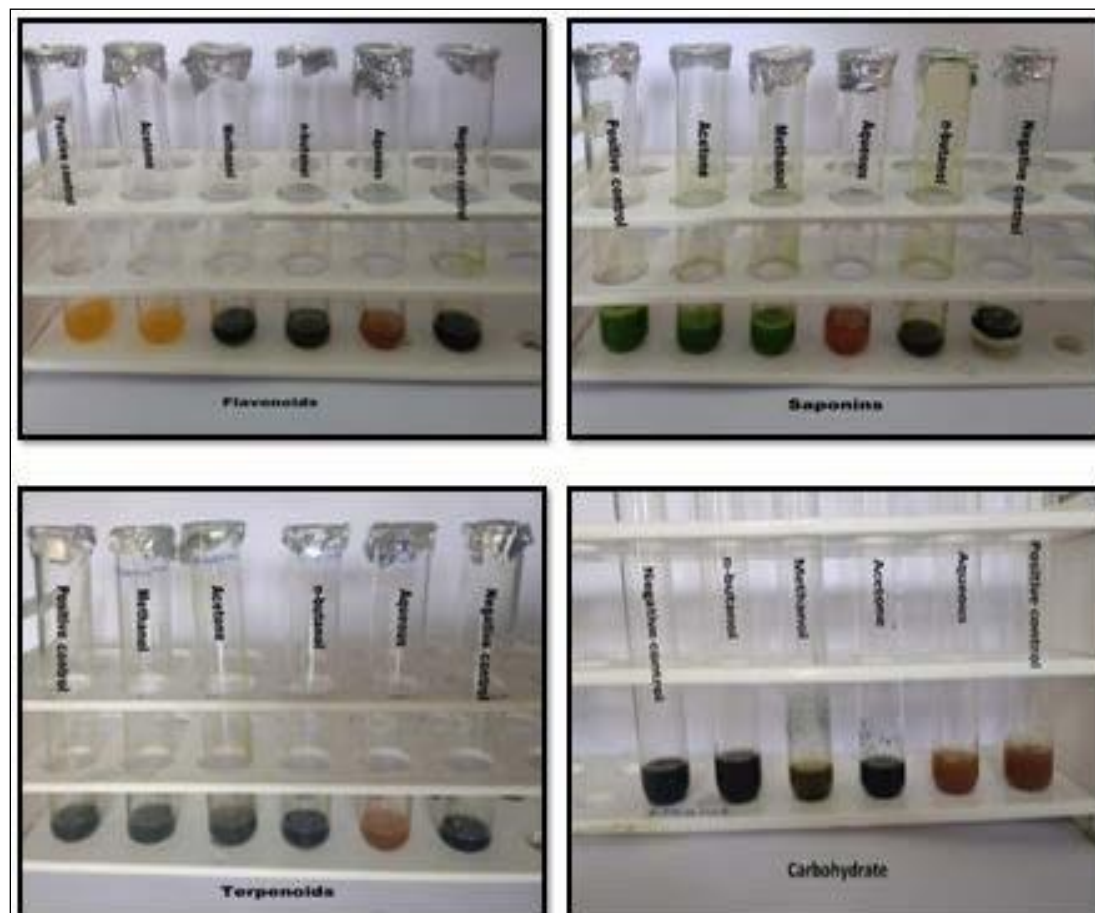 Positive control
Acetone
Methanol
n-butanol
Aqueous
Negative control
Flavonoids
Positive control
Acetone
Methanol
Aqueous
n-butanol
Negative control
Saponins
Positive control
Methanol
Acetone
n-butanol
Aqueous
Negative control
Terpenoids
Negative control
n-butanol
Methanol
Acetone
Aqueous
Positive control
Carbohydrate